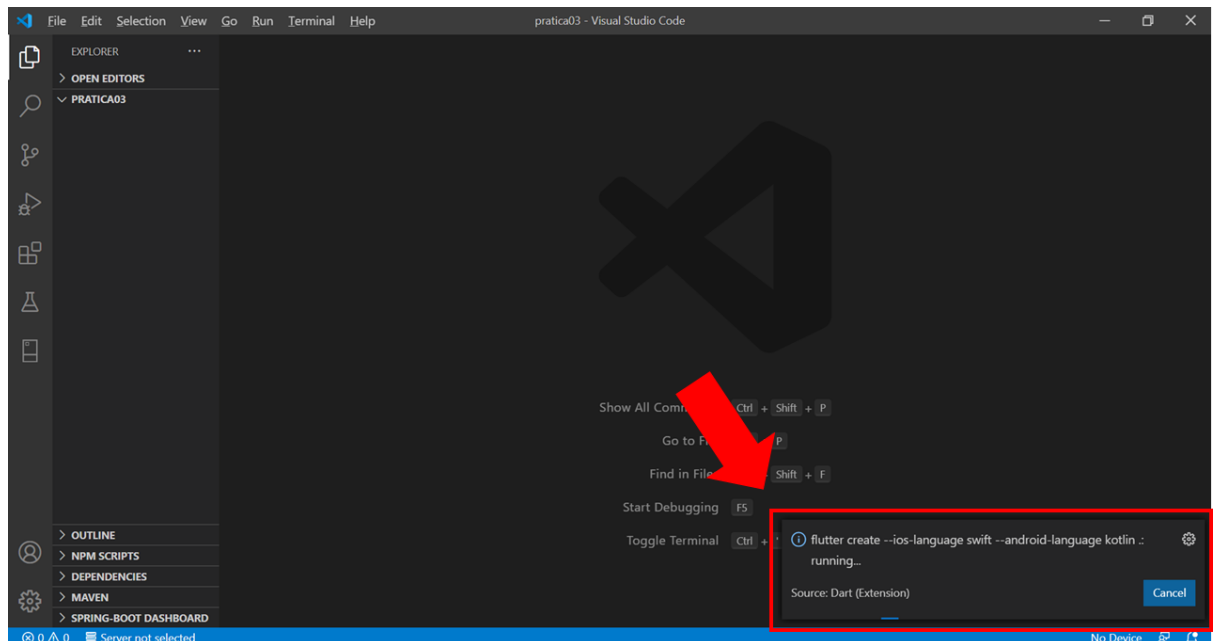 File Edit Selection View Go Run Terminal Help
pratica03 - Visual Studio Code
EXPLORER
OPEN EDITORS
PRATICA03
Show All
Ctrl + Shift + P
Go to
P
Find in
Shift + F
Start Debugging F5
Toggle Terminal Ctrl +
flutter create --ios-language swift --android-language kotlin .:
running...
Source: Dart (Extension)
Cancel
OUTLINE
NPM SCRIPTS
DEPENDENCIES
MAVEN
SPRING-BOOT DASHBOARD
0 0 Server not selected
No Device